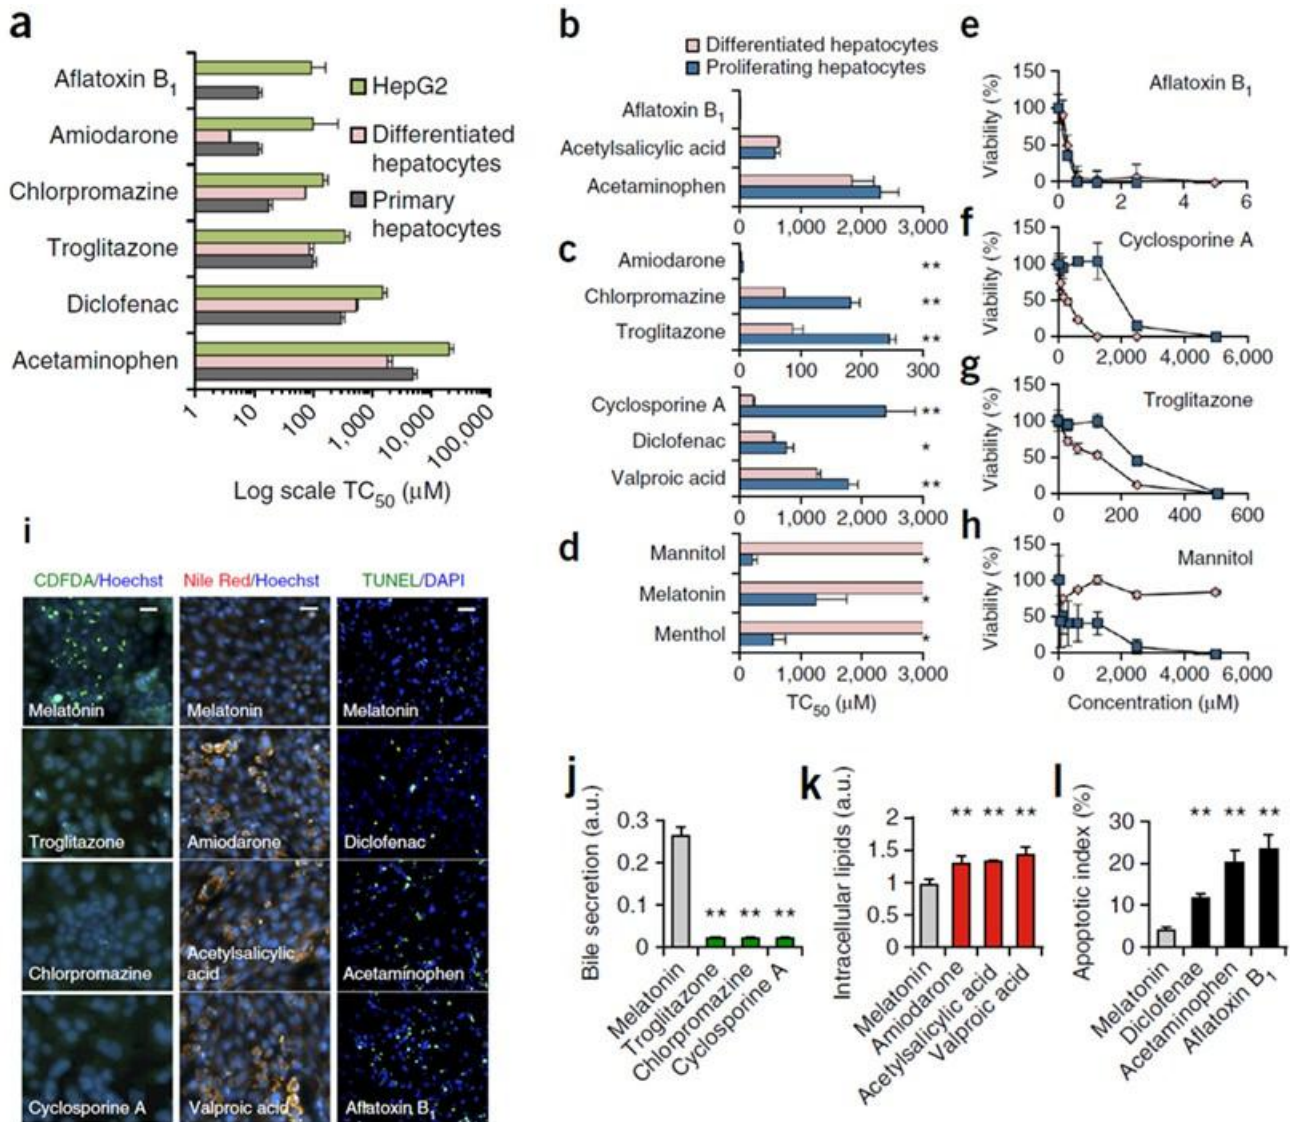 a
Aflatoxin B1
Amiodarone
Chlorpromazine
Troglitazone
Diclofenac
Acetaminophen
HepG2
Differentiated
hepatocytes
Primary
hepatocytes
1 10 100 1,000 10,000 100,000
Log scale TC50 (μM)
b
Differentiated hepatocytes
Proliferating hepatocytes
Aflatoxin B1
Acetylsalicylic acid
Acetaminophen
0 1,000 2,000 3,000
c
Amiodarone **
Chlorpromazine **
Troglitazone **
0 100 200 300
Cyclosporine A **
Diclofenac *
Valproic acid **
0 1,000 2,000 3,000
d
Mannitol *
Melatonin *
Menthol *
0 1,000 2,000 3,000
TC50 (μM)
e
Viability (%)
150
100
50
0
Aflatoxin B1
0 2 4 6
f
Viability (%)
150
100
50
0
Cyclosporine A
0 2,000 4,000 6,000
g
Viability (%)
150
100
50
0
Troglitazone
0 200 400 600
h
Viability (%)
150
100
50
0
Mannitol
0 2,000 4,000 6,000
Concentration (μM)
i
CDFDA/Hoechst Nile Red/Hoechst TUNEL/DAPI
Melatonin Melatonin Melatonin
Troglitazone Amiodarone Diclofenac
Chlorpromazine Acetylsalicylic acid Acetaminophen
Cyclosporine A Valproic acid Aflatoxin B1
j
Bile secretion (a.u.)
0.3
0.2
0.1
0
** ** **
Melatonin
Troglitazone
Chlorpromazine
Cyclosporine A
k
Intracellular lipids (a.u.)
2
1.5
1
0.5
0
** ** **
Melatonin
Amiodarone
Acetylsalicylic acid
Valproic acid
l
Apoptotic index (%)
30
20
10
0
** ** **
Melatonin
Diclofenae
Acetaminophen
Aflatoxin B1